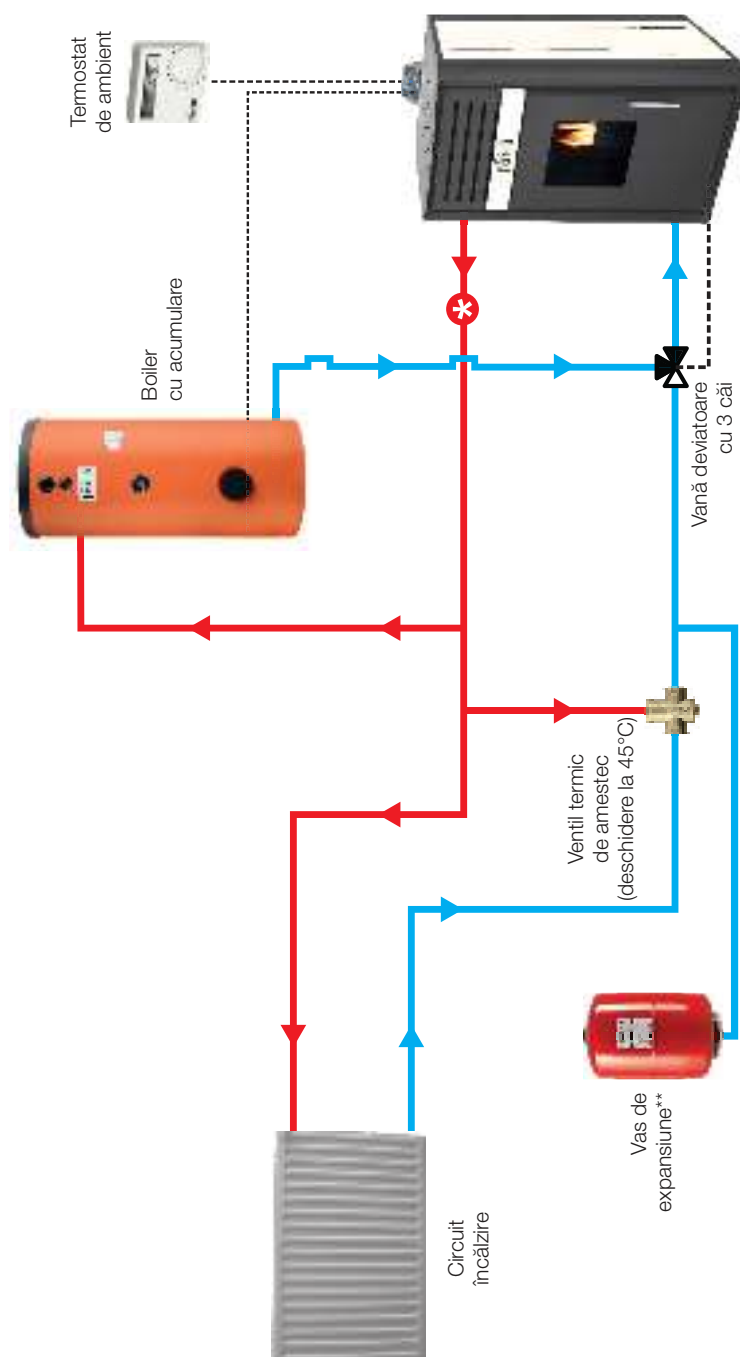 Termostat
de ambient
Boiler
cu acumulare
*
Vană deviatoare
cu 3 căi
Ventil termic
de amestec
(deschidere la 45°C)
Vas de
expansiune**
Circuit
încălzire